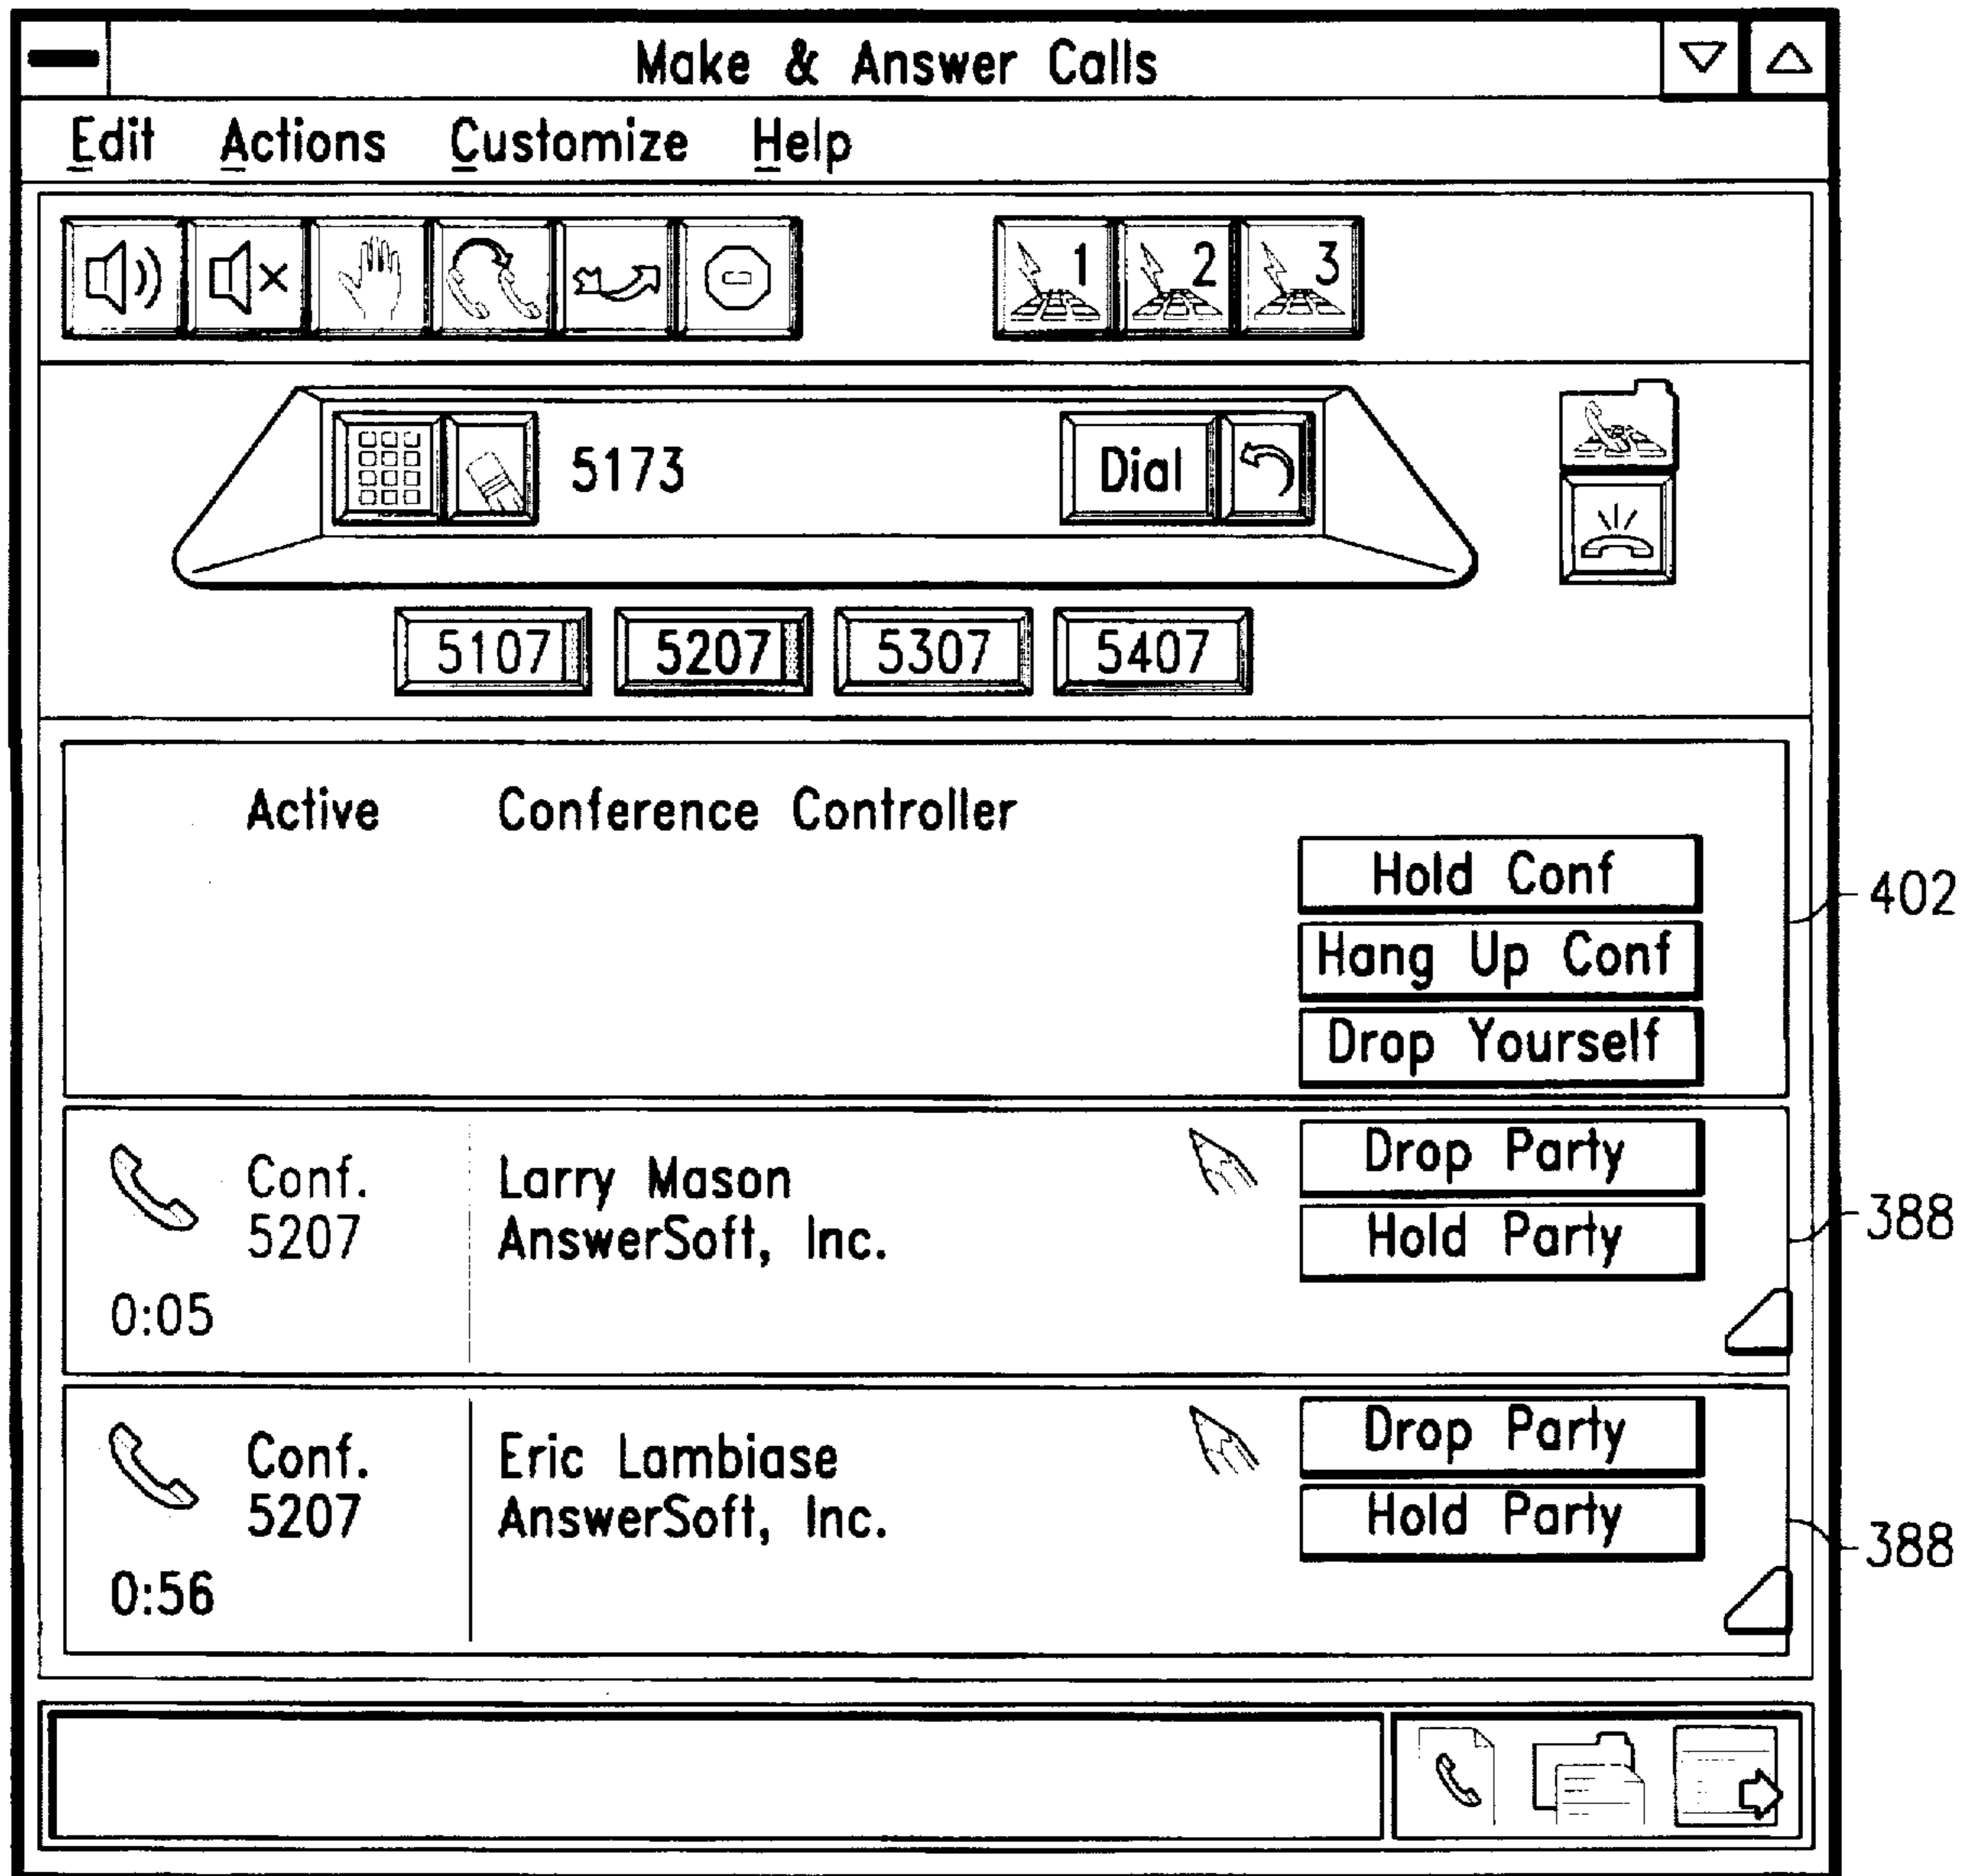 Make & Answer Calls
Edit Actions Customize Help
1 2 3
5173 Dial
5107 5207 5307 5407
Active Conference Controller
Hold Conf
402
Hang Up Conf
Drop Yourself
Drop Party
Conf. Larry Mason
5207 AnswerSoft, Inc.
Hold Party
388
0:05
Drop Party
Conf. Eric Lambiase
5207 AnswerSoft, Inc.
Hold Party
388
0:56